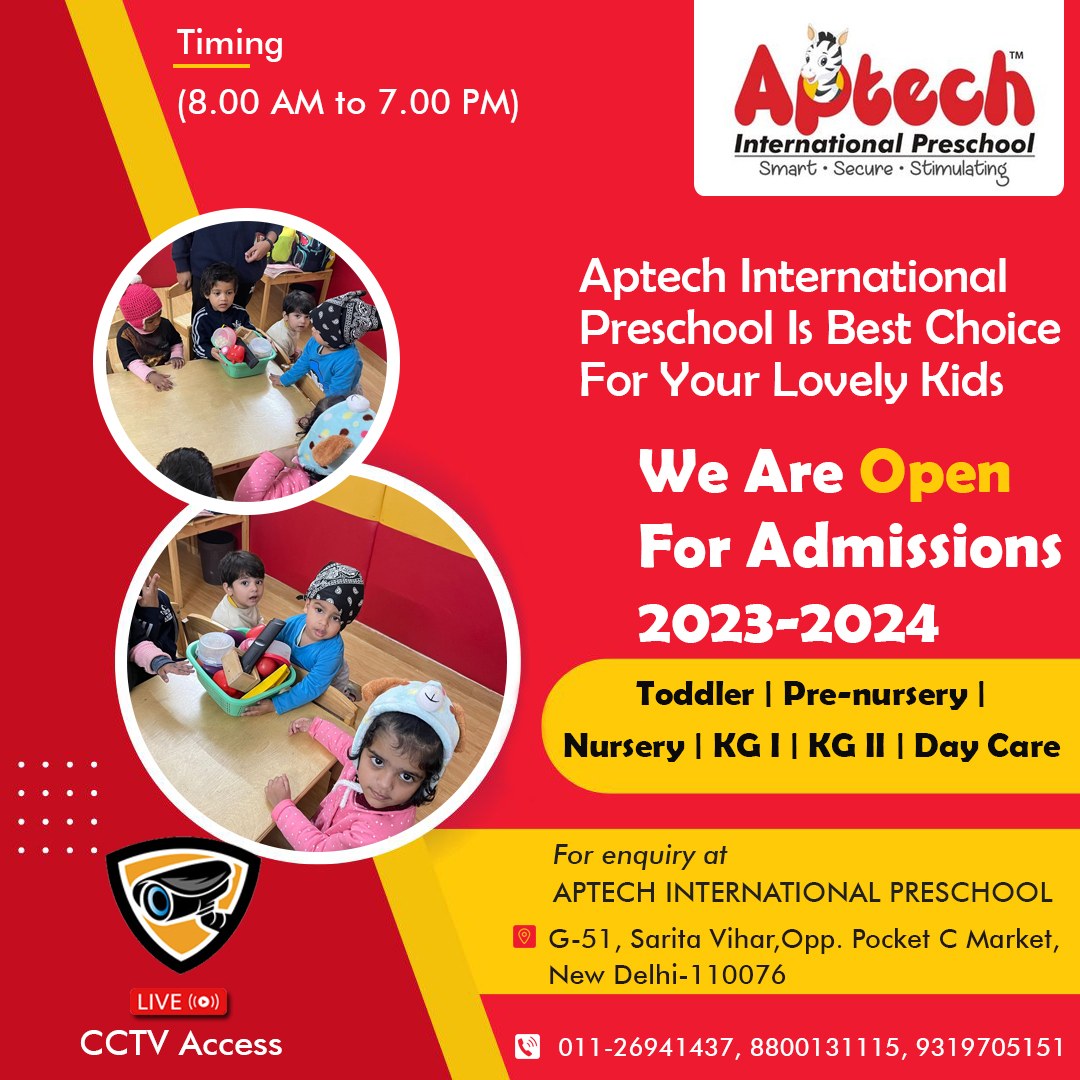 Timing
(8.00 AM to 7.00 PM)
Aptech™
International Preschool
Smart • Secure • Stimulating
Aptech International
Preschool Is Best Choice
For Your Lovely Kids
We Are Open
For Admissions
2023-2024
Toddler | Pre-nursery |
Nursery | KG I | KG II | Day Care
For enquiry at
APTECH INTERNATIONAL PRESCHOOL
G-51, Sarita Vihar,Opp. Pocket C Market,
New Delhi-110076
LIVE
CCTV Access
011-26941437, 8800131115, 9319705151